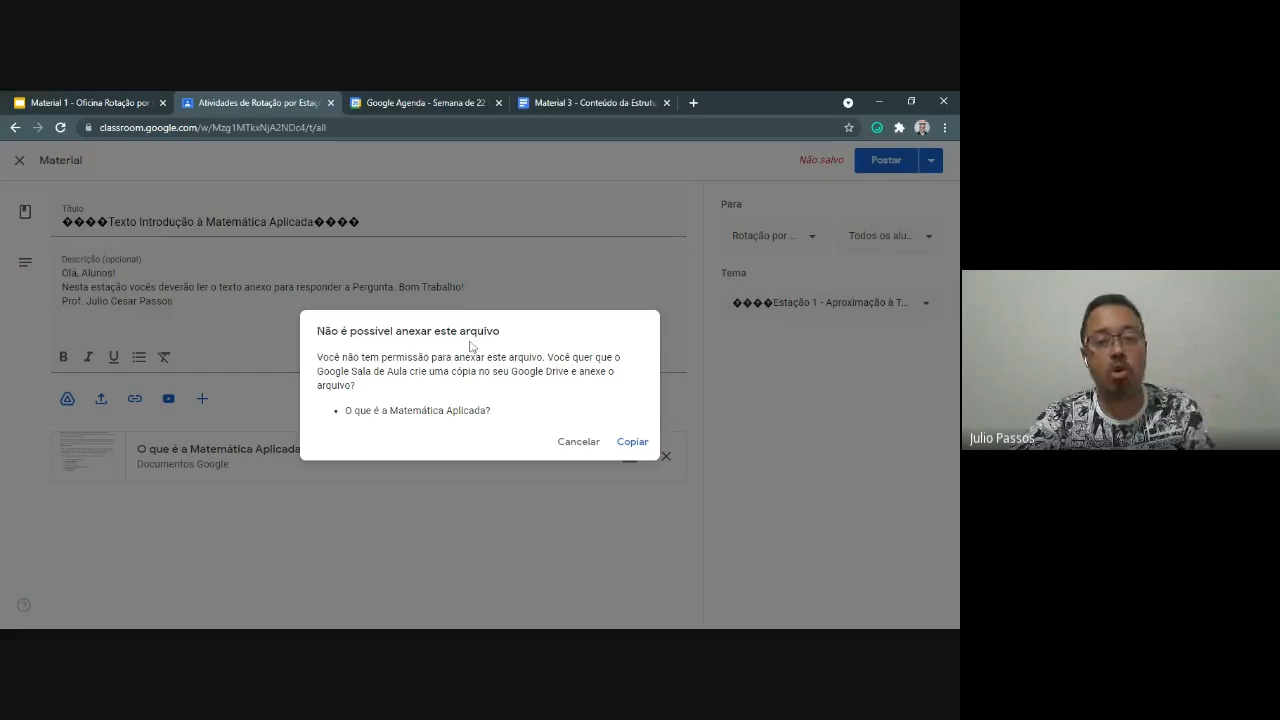 Material 1 - Oficina Rotação por
Atividades de Rotação por Estaç
Google Agenda - Semana de 22
Material 3 - Conteúdo da Estrutu
classroom.google.com/w/Mzg1MTkxNjA2NDc4/t/all
Material
Não salvo
Postar
Título
����Texto Introdução à Matemática Aplicada����
Descrição (opcional)
Olá, Alunos!
Nesta estação vocês deverão ler o texto anexo para responder a Pergunta. Bom Trabalho!
Prof. Julio Cesar Passos
B I U
O que é a Matemática Aplicada
Documentos Google
Para
Rotação por ...
Todos os alu...
Tema
����Estação 1 - Aproximação à T...
Não é possível anexar este arquivo
Você não tem permissão para anexar este arquivo. Você quer que o
Google Sala de Aula crie uma cópia no seu Google Drive e anexe o
arquivo?
• O que é a Matemática Aplicada?
Cancelar
Copiar
Julio Passos